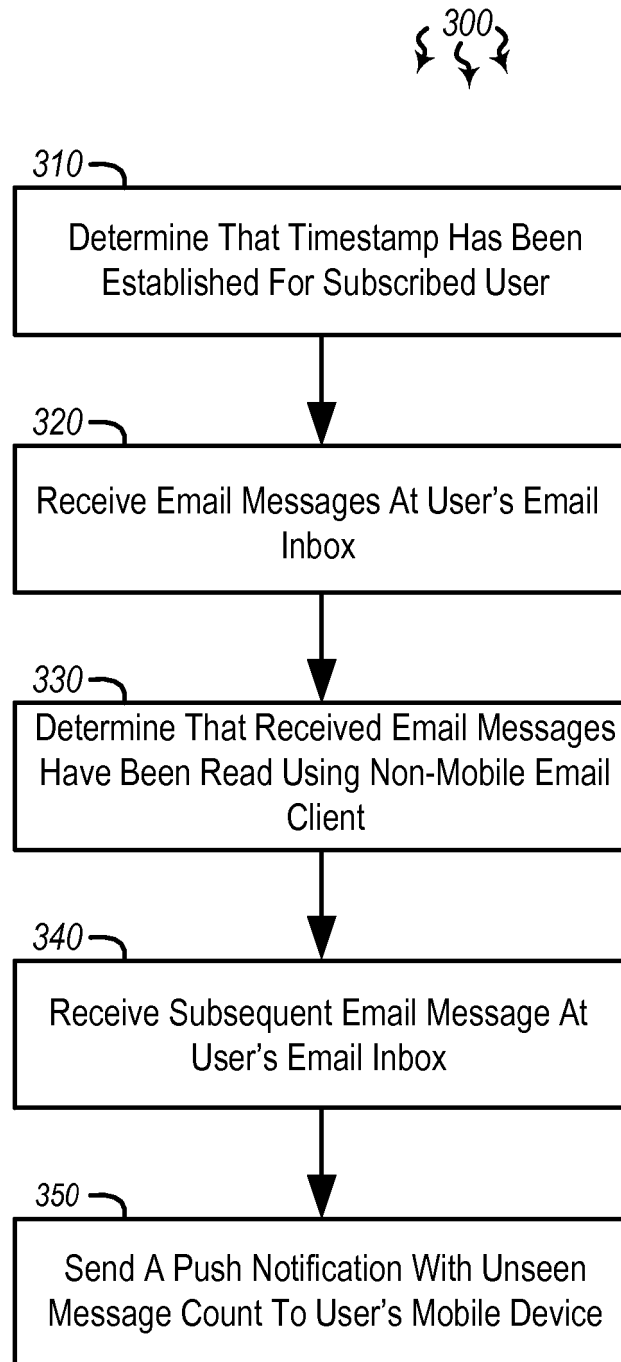 300
310
Determine That Timestamp Has Been
Established For Subscribed User
320
Receive Email Messages At User's Email
Inbox
330
Determine That Received Email Messages
Have Been Read Using Non-Mobile Email
Client
340
Receive Subsequent Email Message At
User's Email Inbox
350
Send A Push Notification With Unseen
Message Count To User's Mobile Device